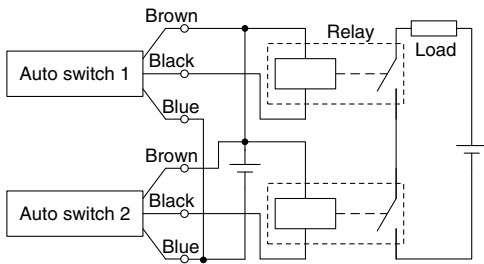 Brown
Relay
Auto switch 1
Black
Load
Blue
Brown
Auto switch 2
Black
Blue